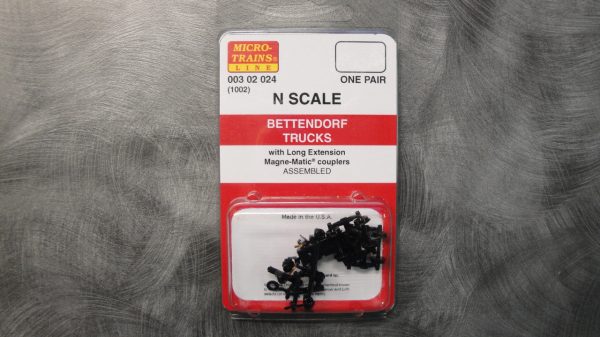 MICRO-
TRAINS®
LINE
003 02 024
(1002)
ONE PAIR
N SCALE
BETTENDORF
TRUCKS
with Long Extension
Magne-Matic® couplers
ASSEMBLED
Made in the U.S.A.